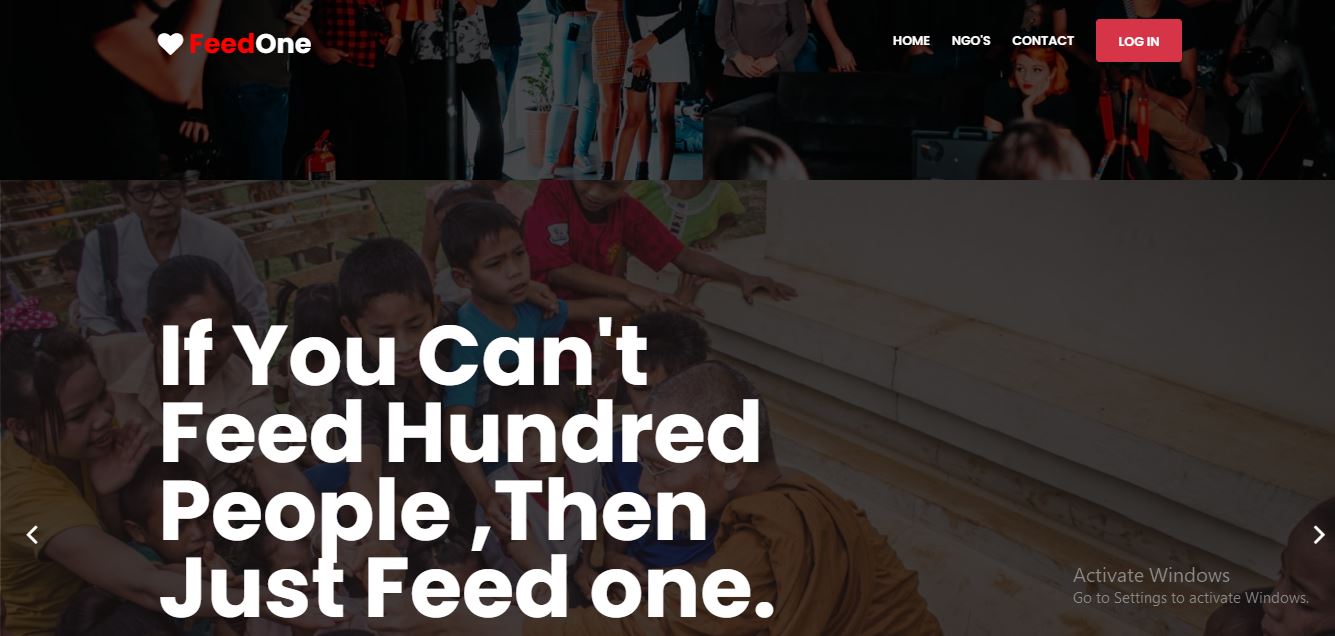 FeedOne
HOME NGO'S CONTACT LOG IN
If You Can't
Feed Hundred
People ,Then
Just Feed one.
Activate Windows
Go to Settings to activate Windows.